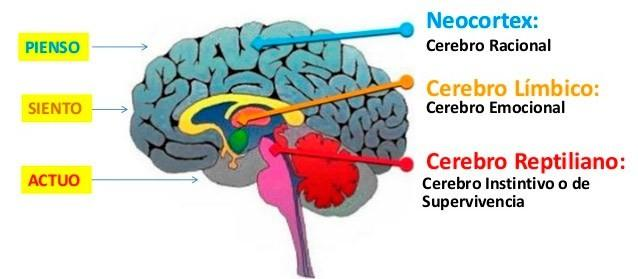 PIENSO
SIENTO
ACTUO
Neocortex:
Cerebro Racional
Cerebro Límbico:
Cerebro Emocional
Cerebro Reptiliano:
Cerebro Instintivo o de
Supervivencia